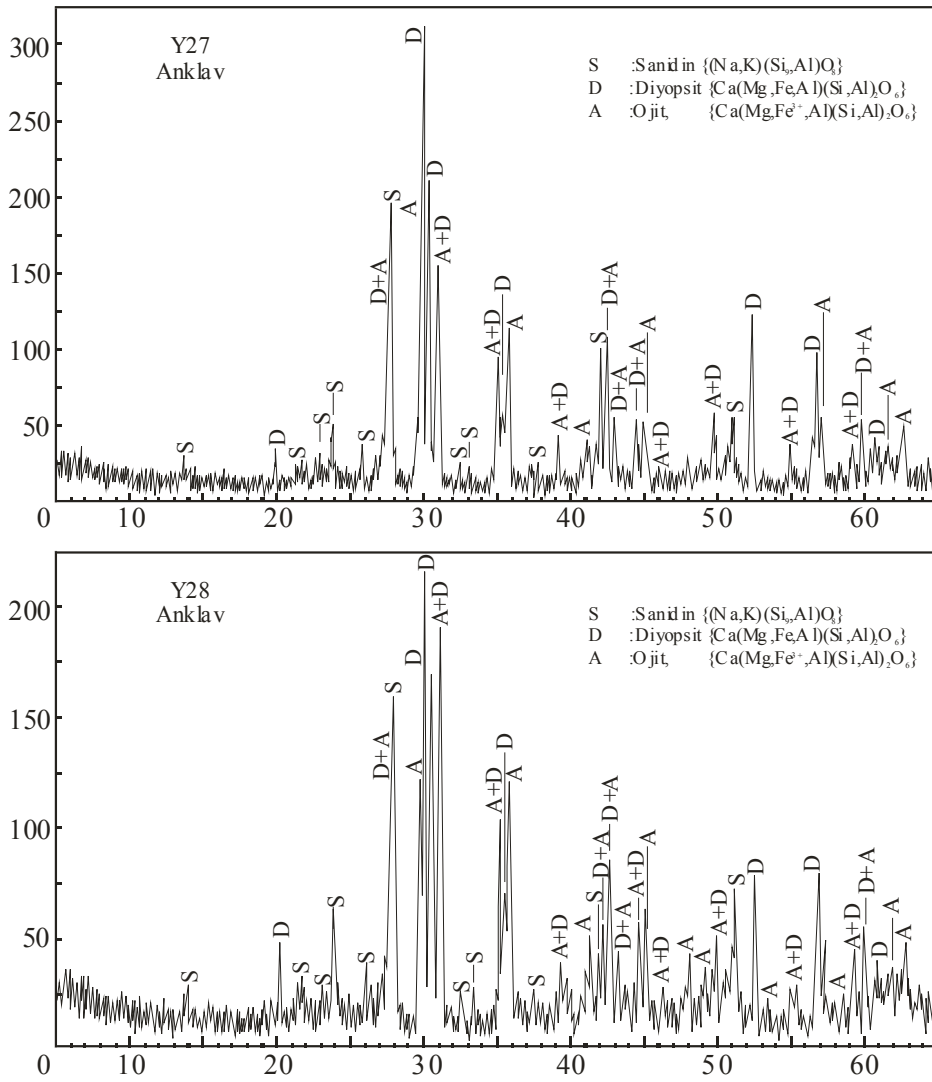 Y27
Anklav
S :Sanidin {(Na,K)(Si,,Al)O₈}
D :Diyopsit {Ca(Mg,Fe,Al)(Si,Al)₂O₆}
A :Ojit, {Ca(Mg,Fe³⁺,Al)(Si,Al)₂O₆}
300
250
200
150
100
50
S D S S S S D+A S A D D A+D S S A+D D A S A+D A S D+A D+A D+A A A+D A+D S D A+D D A A+D D+A D A A
0 10 20 30 40 50 60
Y28
Anklav
S :Sanidin {(Na,K)(Si,,Al)O₈}
D :Diyopsit {Ca(Mg,Fe,Al)(Si,Al)₂O₆}
A :Ojit, {Ca(Mg,Fe³⁺,Al)(Si,Al)₂O₆}
200
150
100
50
S D S S S S D+A S A D D A+D S S A+D D A S A+D A S D+A D+A D+A A+D A A+D A A A+D S D A A+D D A A+D D+A D A A
0 10 20 30 40 50 60